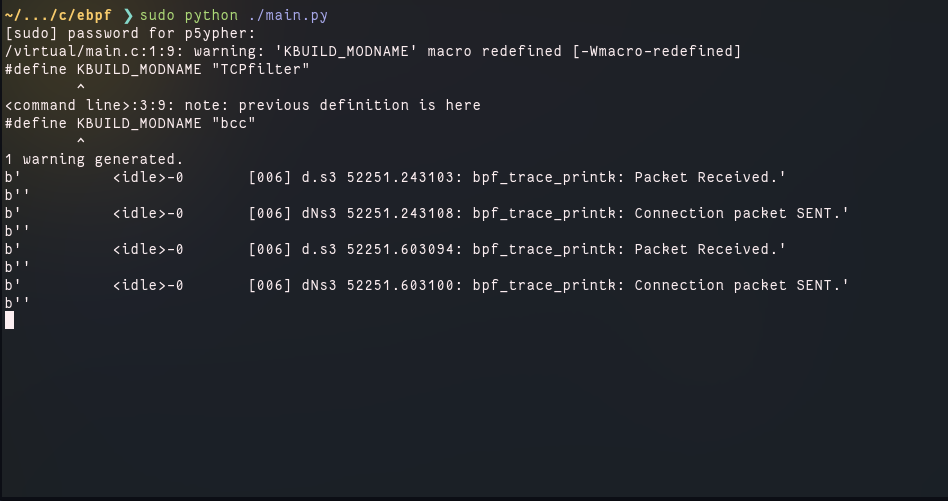 ~/.../c/ebpf ❯ sudo python ./main.py
[sudo] password for p5ypher:
/virtual/main.c:1:9: warning: 'KBUILD_MODNAME' macro redefined [-Wmacro-redefined]
#define KBUILD_MODNAME "TCPfilter"
        ^
<command line>:3:9: note: previous definition is here
#define KBUILD_MODNAME "bcc"
        ^
1 warning generated.
b'          <idle>-0       [006] d.s3 52251.243103: bpf_trace_printk: Packet Received.'
b''
b'          <idle>-0       [006] dNs3 52251.243108: bpf_trace_printk: Connection packet SENT.'
b''
b'          <idle>-0       [006] d.s3 52251.603094: bpf_trace_printk: Packet Received.'
b''
b'          <idle>-0       [006] dNs3 52251.603100: bpf_trace_printk: Connection packet SENT.'
b''